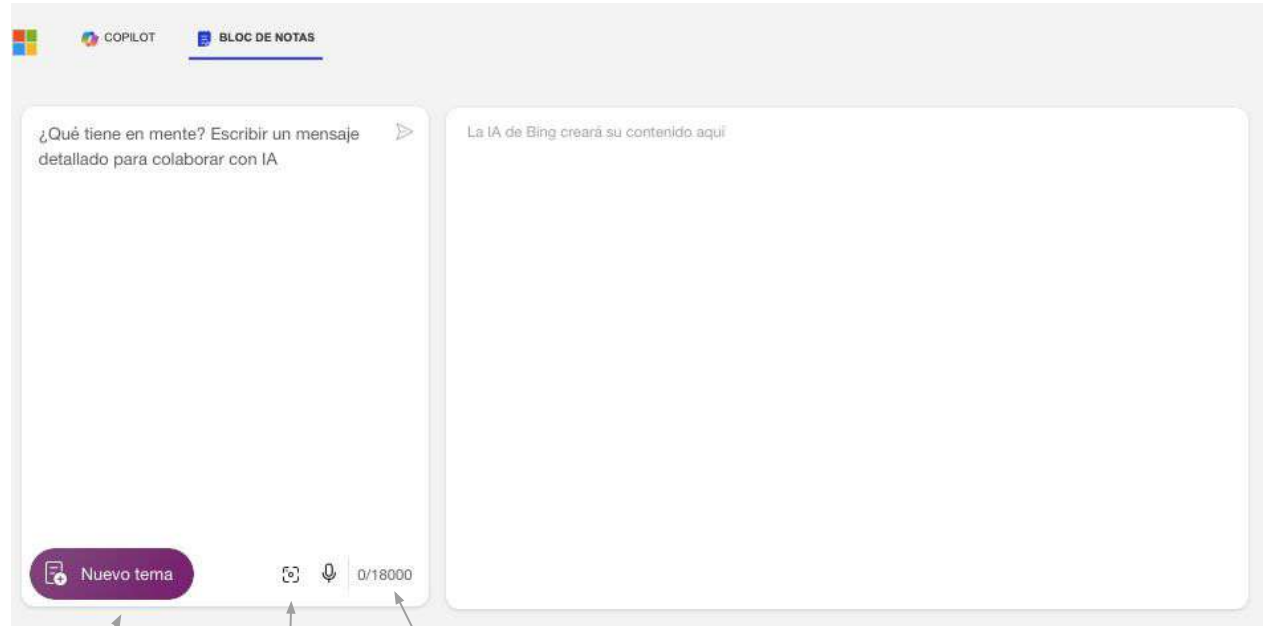 COPILOT
BLOC DE NOTAS
¿Qué tiene en mente? Escribir un mensaje
detallado para colaborar con IA
La IA de Bing creará su contenido aquí
Nuevo tema
0/18000